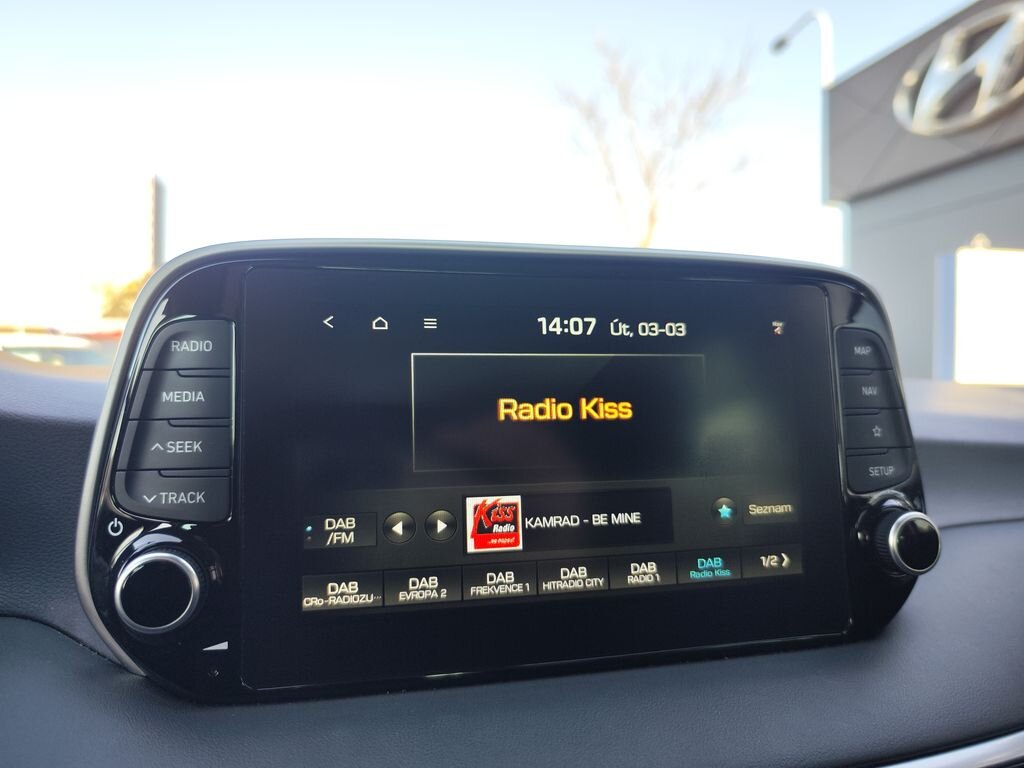 14:07 Út, 03-03
RADIO
MEDIA
SEEK
TRACK
Radio Kiss
DAB
/FM
Kiss
Radio
KAMRAD - BE MINE
Seznam
DAB
CRo-RADIOZU...
DAB
EVROPA 2
DAB
FREKVENCE 1
DAB
HITRADIO CITY
DAB
RADIO 1
DAB
Radio Kiss
1/2
MAP
NAV
SETUP